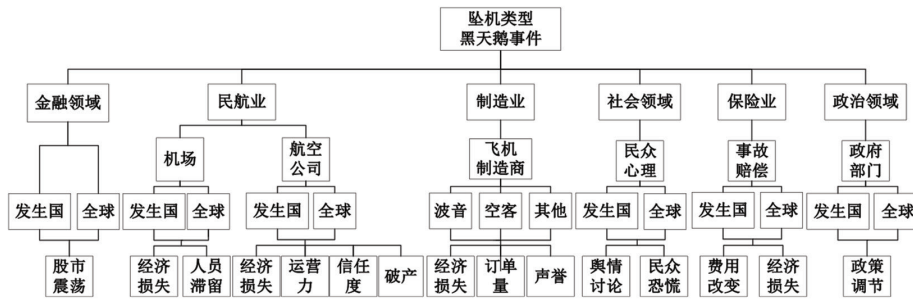 坠机类型
黑天鹅事件
金融领域
民航业
制造业
社会领域
保险业
政治领域
机场
航空
公司
飞机
制造商
民众
心理
事故
赔偿
政府
部门
发生国
全球
发生国
全球
发生国
全球
波音
空客
其他
发生国
全球
发生国
全球
发生国
全球
股市
震荡
经济
损失
人员
滞留
经济
损失
运营
力
信任
度
破产
经济
损失
订单
量
声誉
舆情
讨论
民众
恐慌
费用
改变
经济
损失
政策
调节